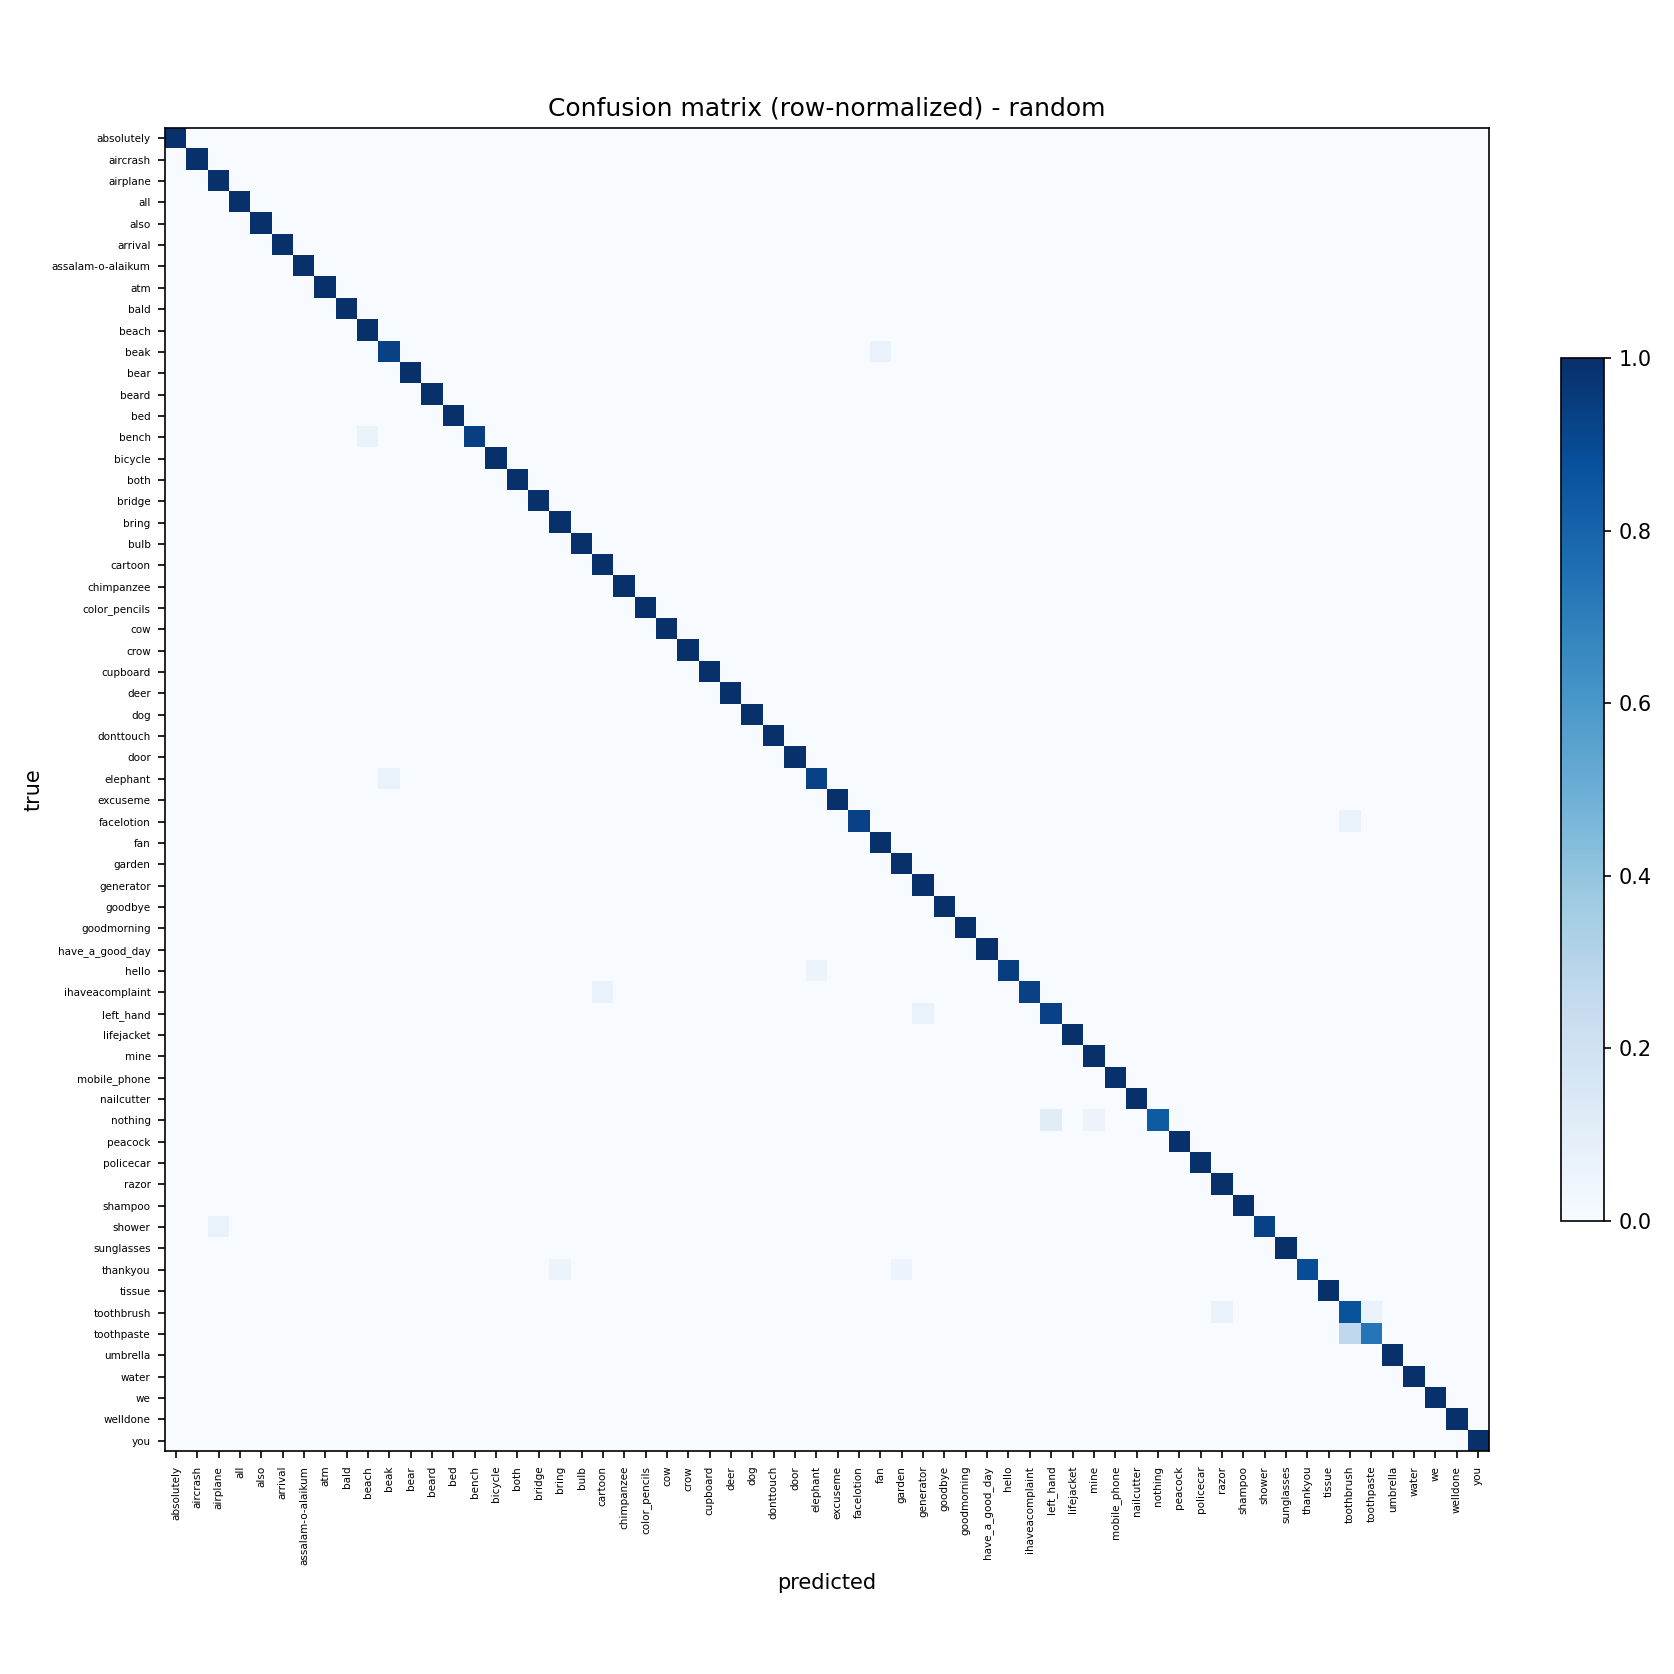 Confusion matrix (row-normalized) - random
true
absolutely
aircrash
airplane
all
also
arrival
assalam-o-alaikum
atm
bald
beach
beak
bear
beard
bed
bench
bicycle
both
bridge
bring
bulb
cartoon
chimpanzee
color_pencils
cow
crow
cupboard
deer
dog
donttouch
door
elephant
excuseme
facelotion
fan
garden
generator
goodbye
goodmorning
have_a_good_day
hello
ihaveacomplaint
left_hand
lifejacket
mine
mobile_phone
nailcutter
nothing
peacock
policecar
razor
shampoo
shower
sunglasses
thankyou
tissue
toothbrush
toothpaste
umbrella
water
we
welldone
you
1.0
0.8
0.6
0.4
0.2
0.0
absolutely
aircrash
airplane
all
also
arrival
assalam-o-alaikum
atm
bald
beach
beak
bear
beard
bed
bench
bicycle
both
bridge
bring
bulb
cartoon
chimpanzee
color_pencils
cow
crow
cupboard
deer
dog
donttouch
door
elephant
excuseme
facelotion
fan
garden
generator
goodbye
goodmorning
have_a_good_day
hello
ihaveacomplaint
left_hand
lifejacket
mine
mobile_phone
nailcutter
nothing
peacock
policecar
razor
shampoo
shower
sunglasses
thankyou
tissue
toothbrush
toothpaste
umbrella
water
we
welldone
you
predicted